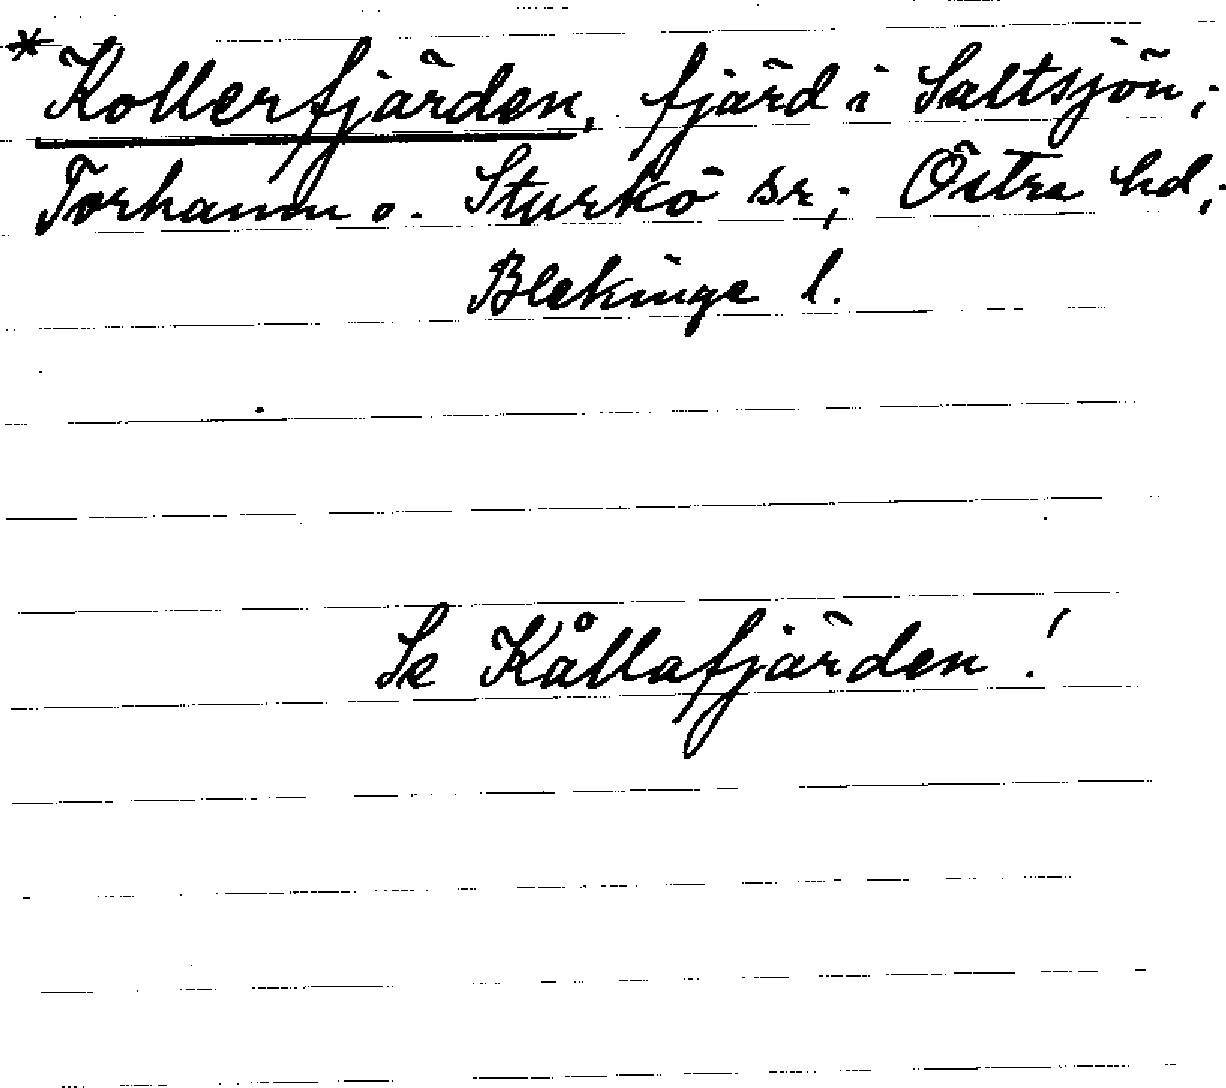 *Kollerfjärden, fjärd i Saltsjön;
Torhamn o. Sturkö sr; Östra hd;
Blekinge l.
Se Kållafjärden!